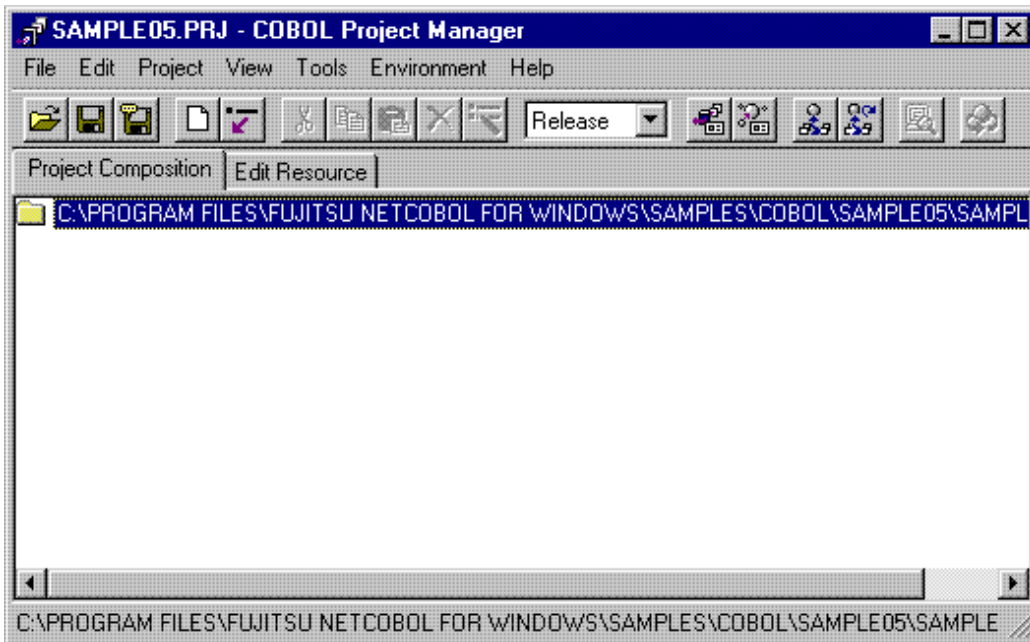 SAMPLE05.PRJ - COBOL Project Manager
File Edit Project View Tools Environment Help
Release
Project Composition Edit Resource
C:\PROGRAM FILES\FUJITSU NETCOBOL FOR WINDOWS\SAMPLES\COBOL\SAMPLE05\SAMPL
C:\PROGRAM FILES\FUJITSU NETCOBOL FOR WINDOWS\SAMPLES\COBOL\SAMPLE05\SAMPLE